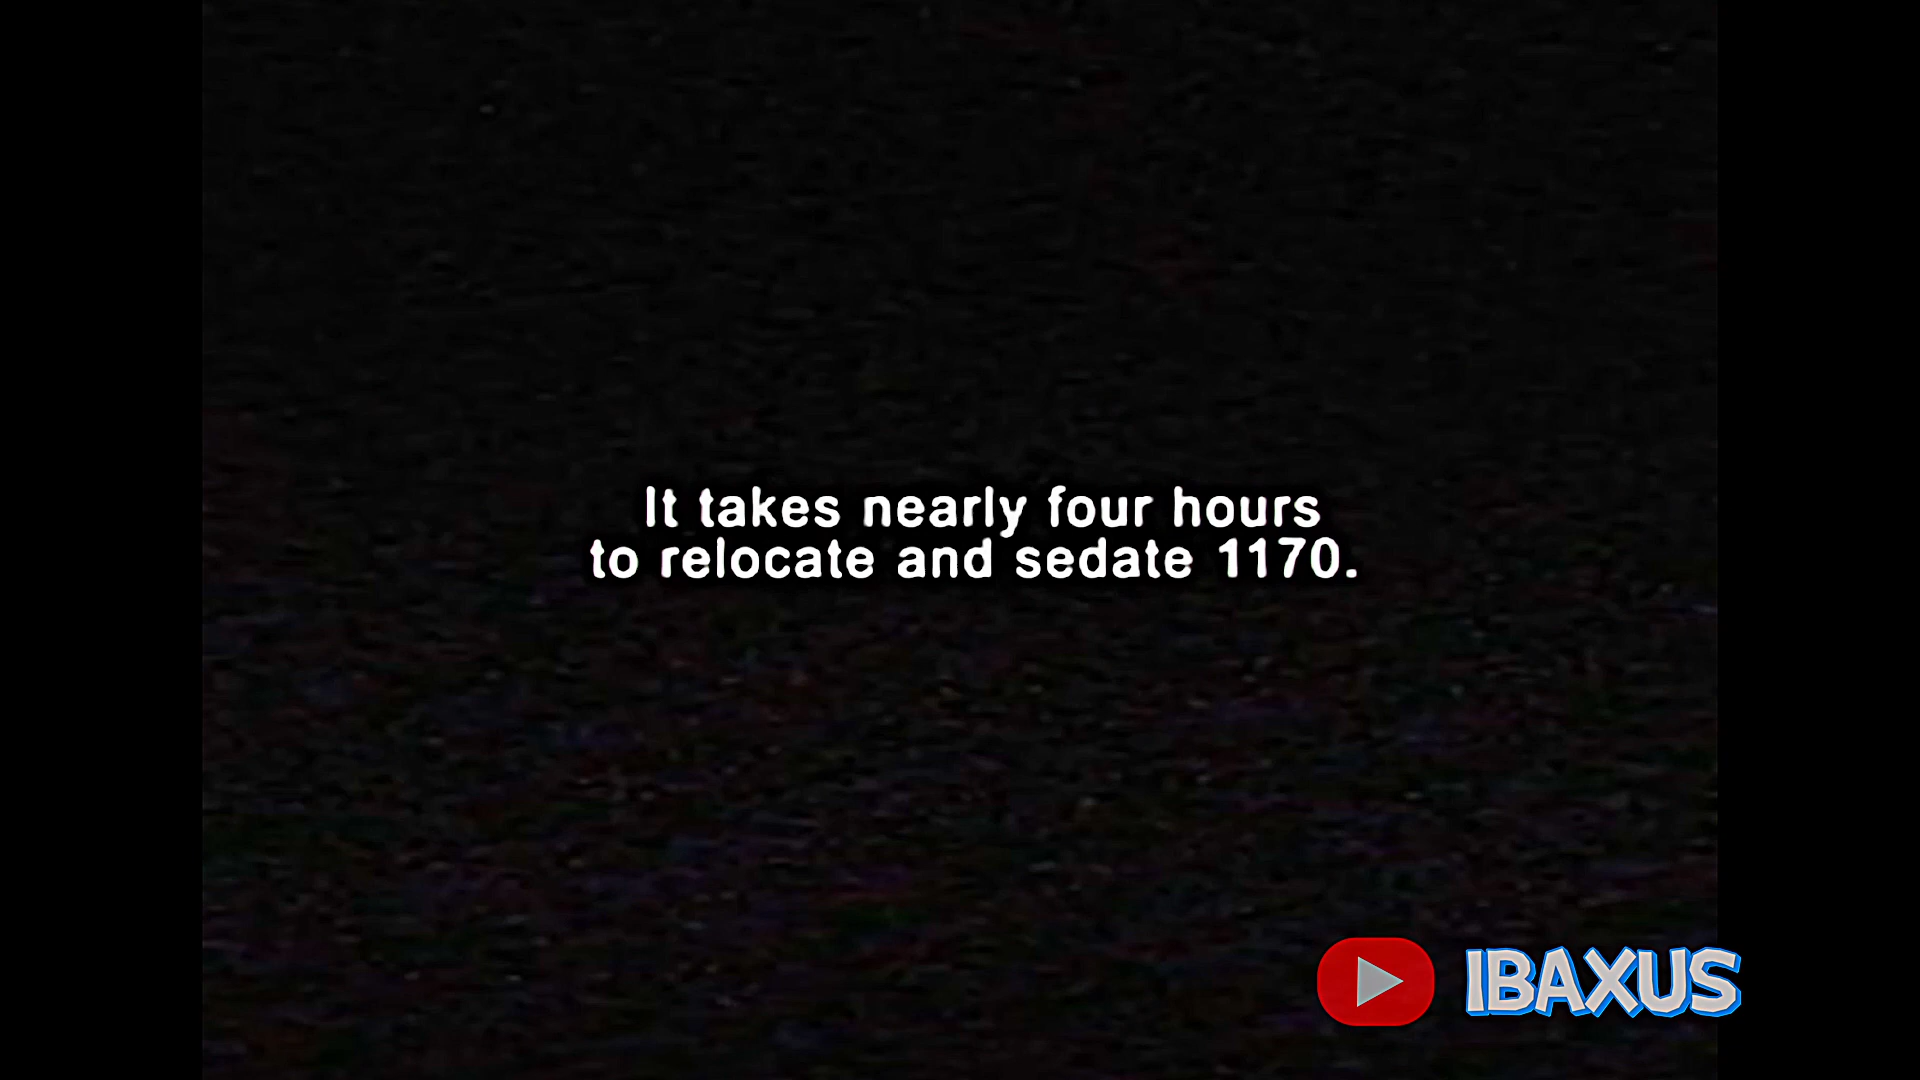 It takes nearly four hours
to relocate and sedate 1170.
IBAXUS